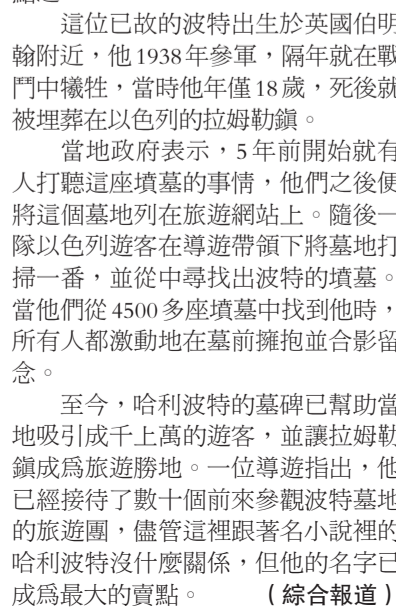 這位已故的波特出生於英國伯明
翰附近，他1938年參軍，隔年就在戰
鬥中犧牲，當時他年僅18歲，死後就
被埋葬在以色列的拉姆勒鎮。
當地政府表示，5年前開始就有
人打聽這座墳墓的事情，他們之後便
將這個墓地列在旅遊網站上。隨後一
隊以色列遊客在導遊帶領下將墓地打
掃一番，並從中尋找出波特的墳墓。
當他們從4500多座墳墓中找到他時，
所有人都激動地在墓前擁抱並合影留
念。
至今，哈利波特的墓碑已幫助當
地吸引成千上萬的遊客，並讓拉姆勒
鎮成爲旅遊勝地。一位導遊指出，他
已經接待了數十個前來參觀波特墓地
的旅遊團，儘管這裡跟著名小說裡的
哈利波特沒什麼關係，但他的名字已
成爲最大的賣點。　（綜合報道）